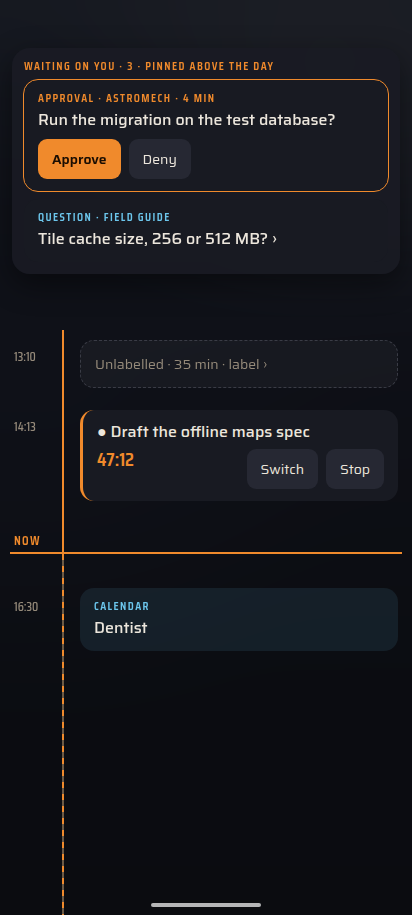 WAITING ON YOU · 3 · PINNED ABOVE THE DAY
APPROVAL · ASTROMECH · 4 MIN
Run the migration on the test database?
Approve
Deny
QUESTION · FIELD GUIDE
Tile cache size, 256 or 512 MB? ›
13:10
Unlabelled · 35 min · label ›
14:13
● Draft the offline maps spec
47:12
Switch
Stop
NOW
16:30
CALENDAR
Dentist